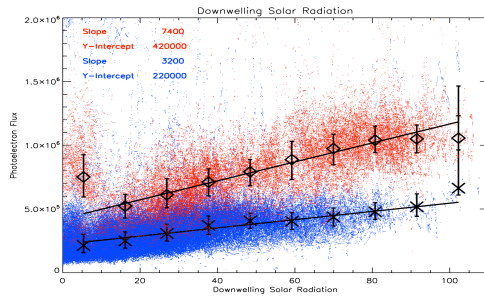 Downwelling Solar Radiation
2.0×10⁶
1.5×10⁶
1.0×10⁶
5.0×10⁵
0
Photoelectron Flux
Slope 7400
Y-Intercept 420000
Slope 3200
Y-Intercept 220000
0 20 40 60 80 100
Downwelling Solar Radiation